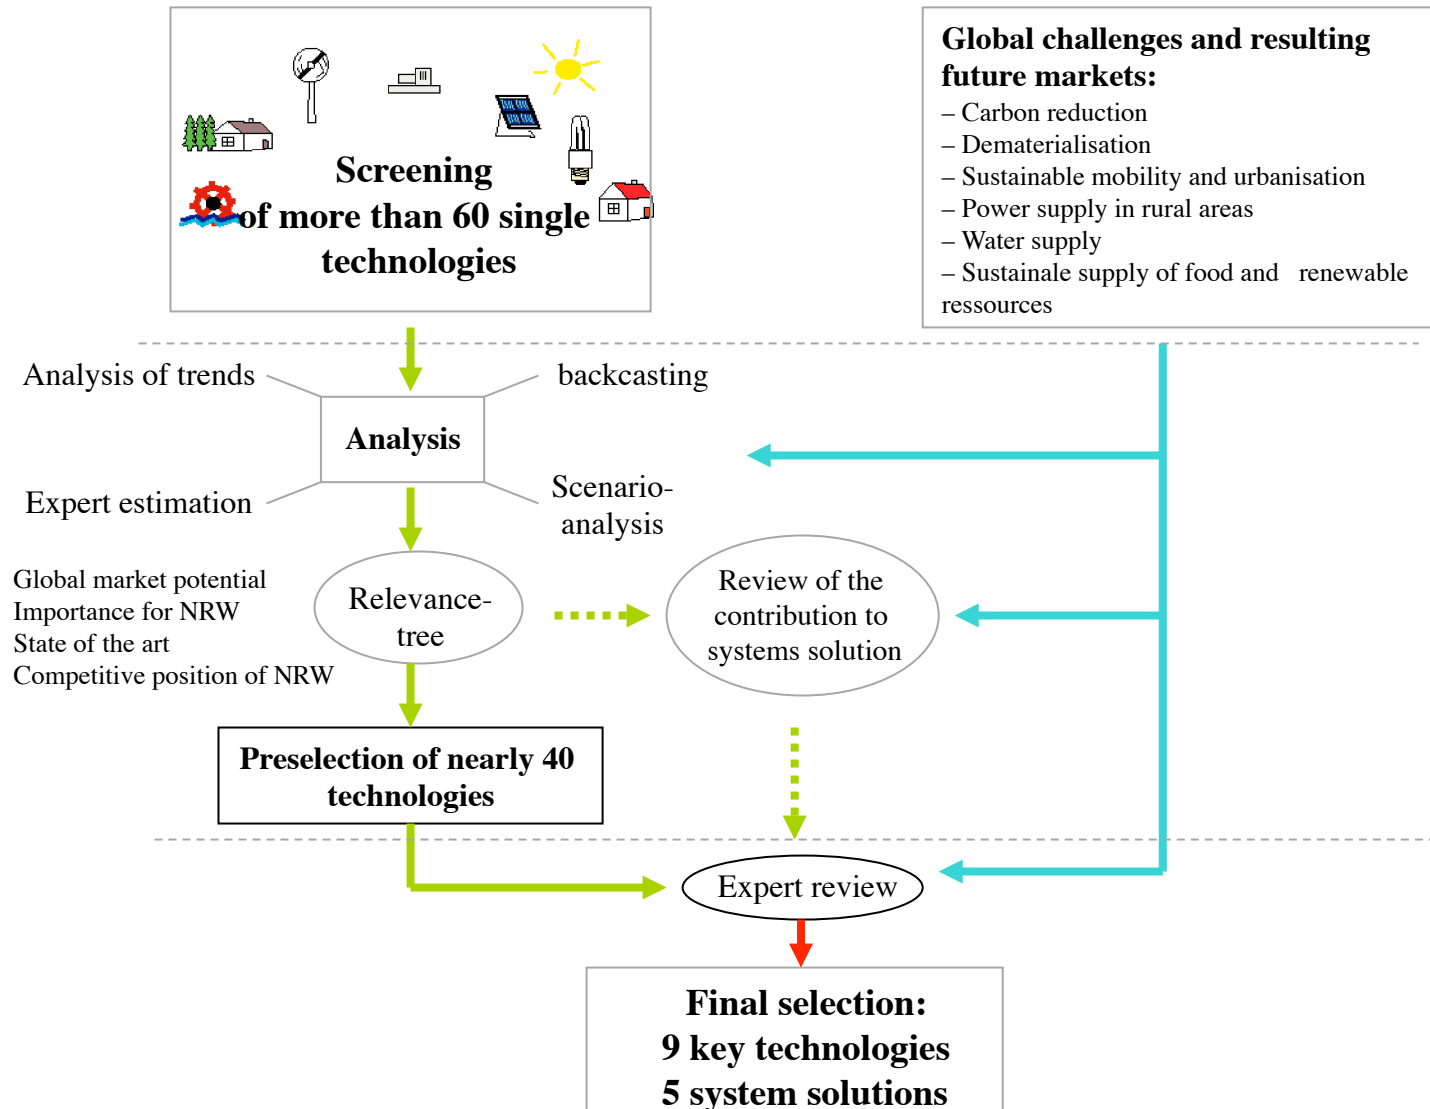 Screening
of more than 60 single
technologies
Global challenges and resulting
future markets:
– Carbon reduction
– Dematerialisation
– Sustainable mobility and urbanisation
– Power supply in rural areas
– Water supply
– Sustainale supply of food and renewable
ressources
Analysis of trends
backcasting
Analysis
Expert estimation
Scenario-
analysis
Global market potential
Importance for NRW
State of the art
Competitive position of NRW
Relevance-
tree
Review of the
contribution to
systems solution
Preselection of nearly 40
technologies
Expert review
Final selection:
9 key technologies
5 system solutions